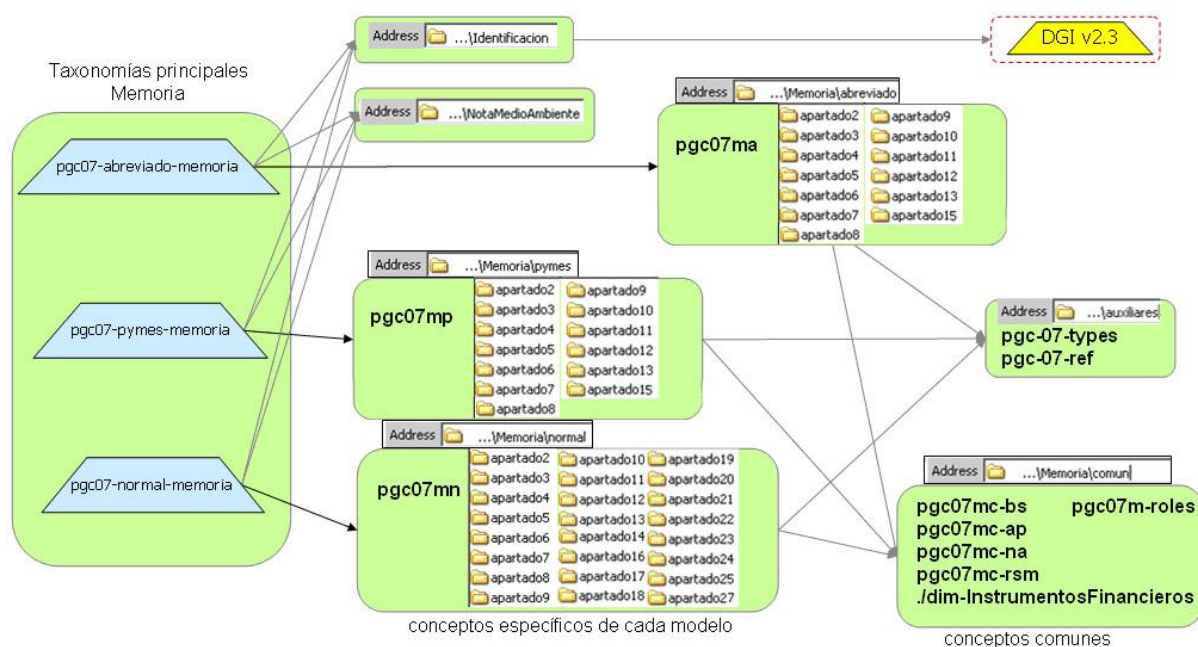 Address ...\Identificacion
DGI v2.3
Taxonomías principales
Memoria
Address ...\NotaMedioAmbiente
Address ...\Memoria\abreviado
pgc07-abreviado-memoria
pgc07ma
apartado2 apartado9
apartado3 apartado10
apartado4 apartado11
apartado5 apartado12
apartado6 apartado13
apartado7 apartado15
apartado8
Address ...\Memoria\pymes
pgc07-pymes-memoria
pgc07mp
apartado2 apartado9
apartado3 apartado10
apartado4 apartado11
apartado5 apartado12
apartado6 apartado13
apartado7 apartado15
apartado8
Address ...\auxiliares
pgc-07-types
pgc-07-ref
Address ...\Memoria\normal
pgc07-normal-memoria
pgc07mn
apartado2 apartado10 apartado19
apartado3 apartado11 apartado20
apartado4 apartado12 apartado21
apartado5 apartado13 apartado22
apartado6 apartado14 apartado23
apartado7 apartado16 apartado24
apartado8 apartado17 apartado25
apartado9 apartado18 apartado27
conceptos específicos de cada modelo
Address ...\Memoria\comun
pgc07mc-bs pgc07m-roles
pgc07mc-ap
pgc07mc-na
pgc07mc-rsm
./dim-InstrumentosFinancieros
conceptos comunes